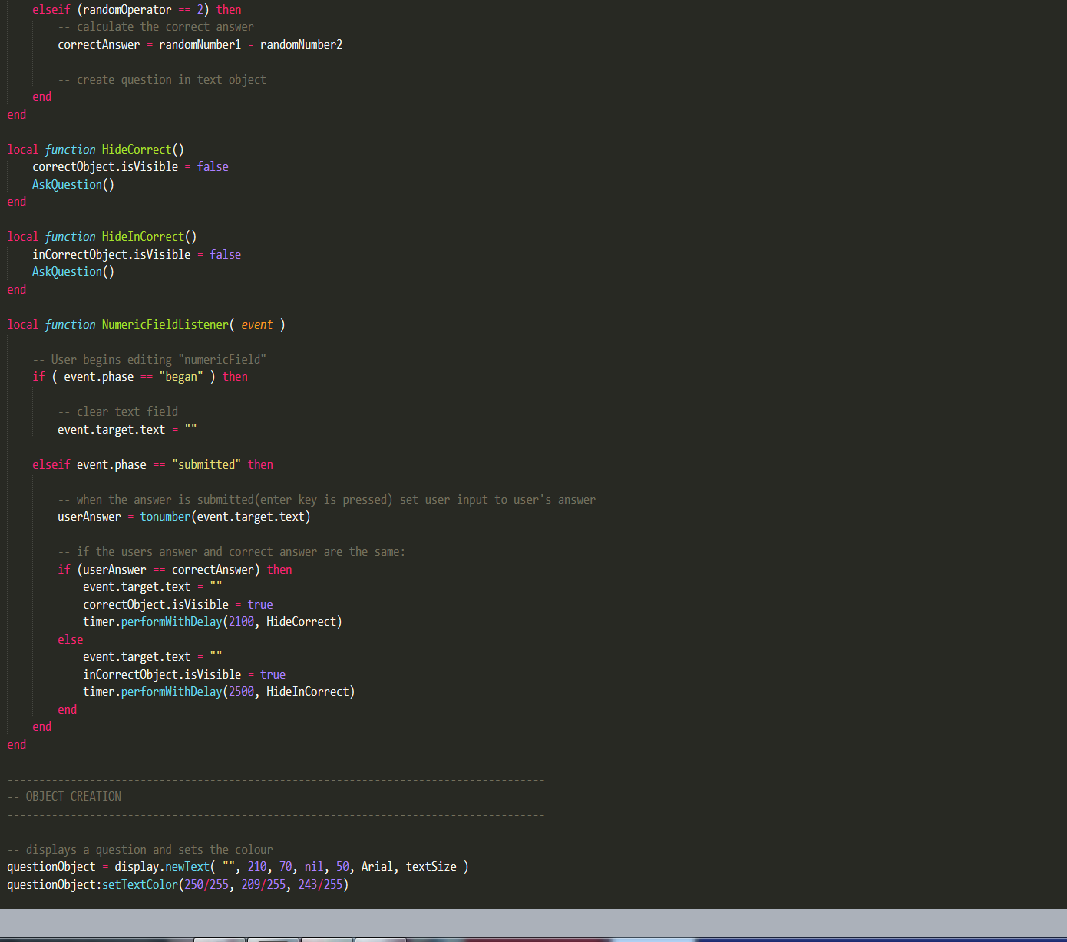 elseif (randomOperator == 2) then
-- calculate the correct answer
correctAnswer = randomNumber1 - randomNumber2
-- create question in text object
end
end
local function HideCorrect()
correctObject.isVisible = false
AskQuestion()
end
local function HideInCorrect()
inCorrectObject.isVisible = false
AskQuestion()
end
local function NumericFieldListener( event )
-- User begins editing "numericField"
if ( event.phase == "began" ) then
-- clear text field
event.target.text = ""
elseif event.phase == "submitted" then
-- when the answer is submitted(enter key is pressed) set user input to user's answer
userAnswer = tonumber(event.target.text)
-- if the users answer and correct answer are the same:
if (userAnswer == correctAnswer) then
event.target.text = ""
correctObject.isVisible = true
timer.performWithDelay(2100, HideCorrect)
else
event.target.text = ""
inCorrectObject.isVisible = true
timer.performWithDelay(2500, HideInCorrect)
end
end
end
-------------------------------------------------------------------------------------
-- OBJECT CREATION
-------------------------------------------------------------------------------------
-- displays a question and sets the colour
questionObject = display.newText( "", 210, 70, nil, 50, Arial, textSize )
questionObject:setTextColor(250/255, 209/255, 243/255)